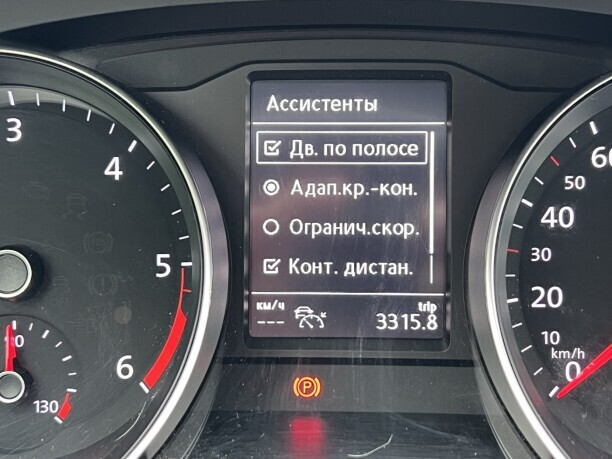 Ассистенты
Дв. по полосе
Адап.кр.-кон.
Огранич.скор.
Конт. дистан.
км/ч
trip
--- 3315.8
3
4
5
6
90
130
60
50
40
30
20
10
km/h
0
P